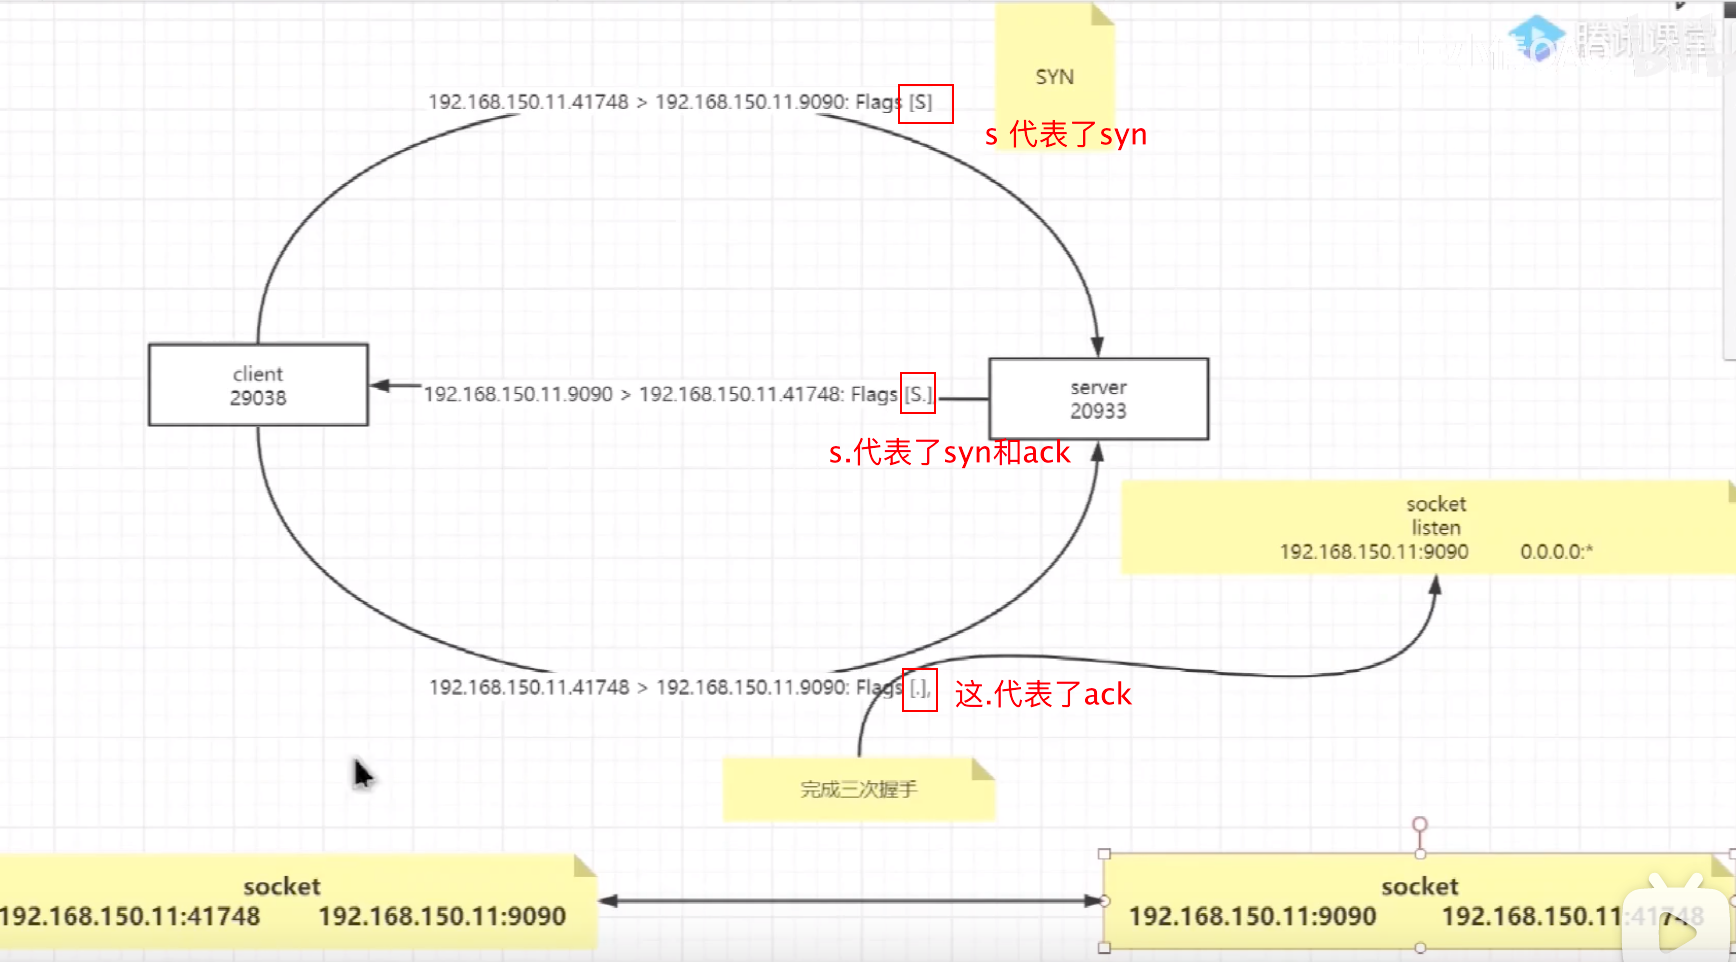 腾讯课堂
SYN
192.168.150.11.41748 > 192.168.150.11.9090: Flags [S]
s 代表了syn
client
29038
192.168.150.11.9090 > 192.168.150.11.41748: Flags [S.]
server
20933
s.代表了syn和ack
socket
listen
192.168.150.11:9090 0.0.0.0:*
192.168.150.11.41748 > 192.168.150.11.9090: Flags [.],
这.代表了ack
完成三次握手
socket
192.168.150.11:41748 192.168.150.11:9090
socket
192.168.150.11:9090 192.168.150.11:41748